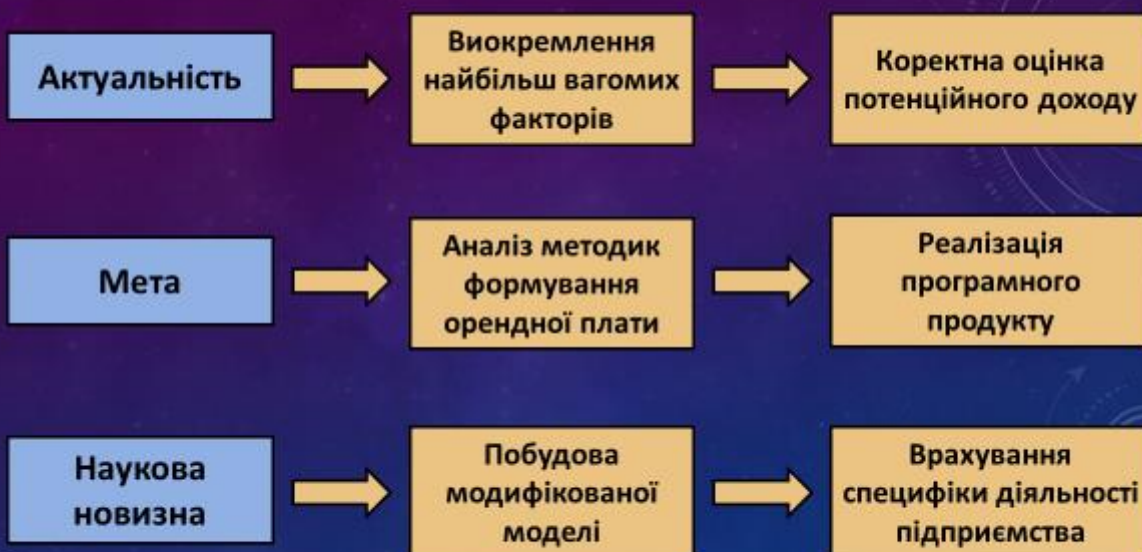 Актуальність
Виокремлення
найбільш вагомих
факторів
Коректна оцінка
потенційного доходу
Мета
Аналіз методик
формування
орендної плати
Реалізація
програмного
продукту
Наукова
новизна
Побудова
модифікованої
моделі
Врахування
специфіки діяльності
підприємства